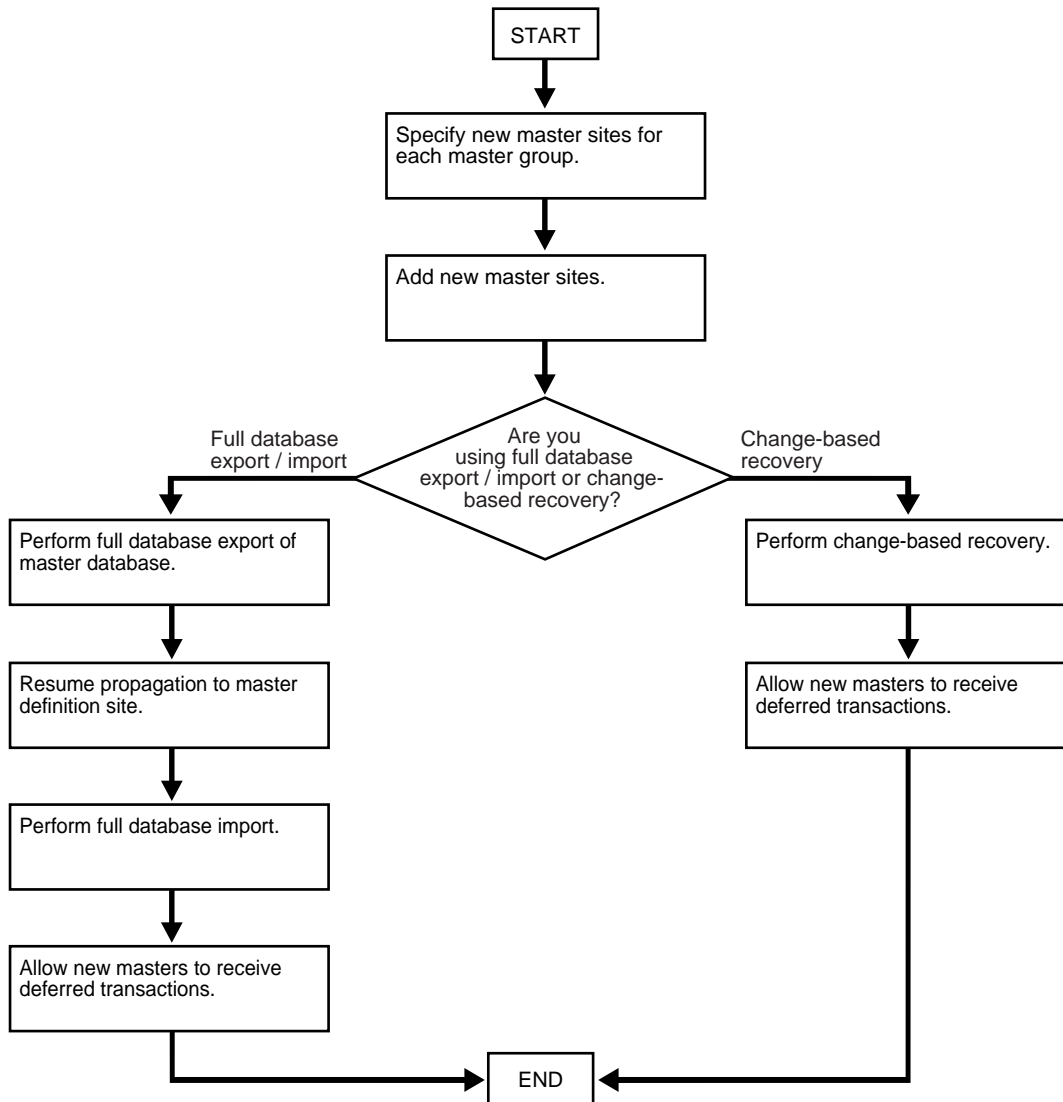 START
Specify new master sites for
each master group.
Add new master sites.
Are you
using full database
export / import or change-
based recovery?
Full database
export / import
Change-based
recovery
Perform full database export of
master database.
Resume propagation to master
definition site.
Perform full database import.
Allow new masters to receive
deferred transactions.
Perform change-based recovery.
Allow new masters to receive
deferred transactions.
END